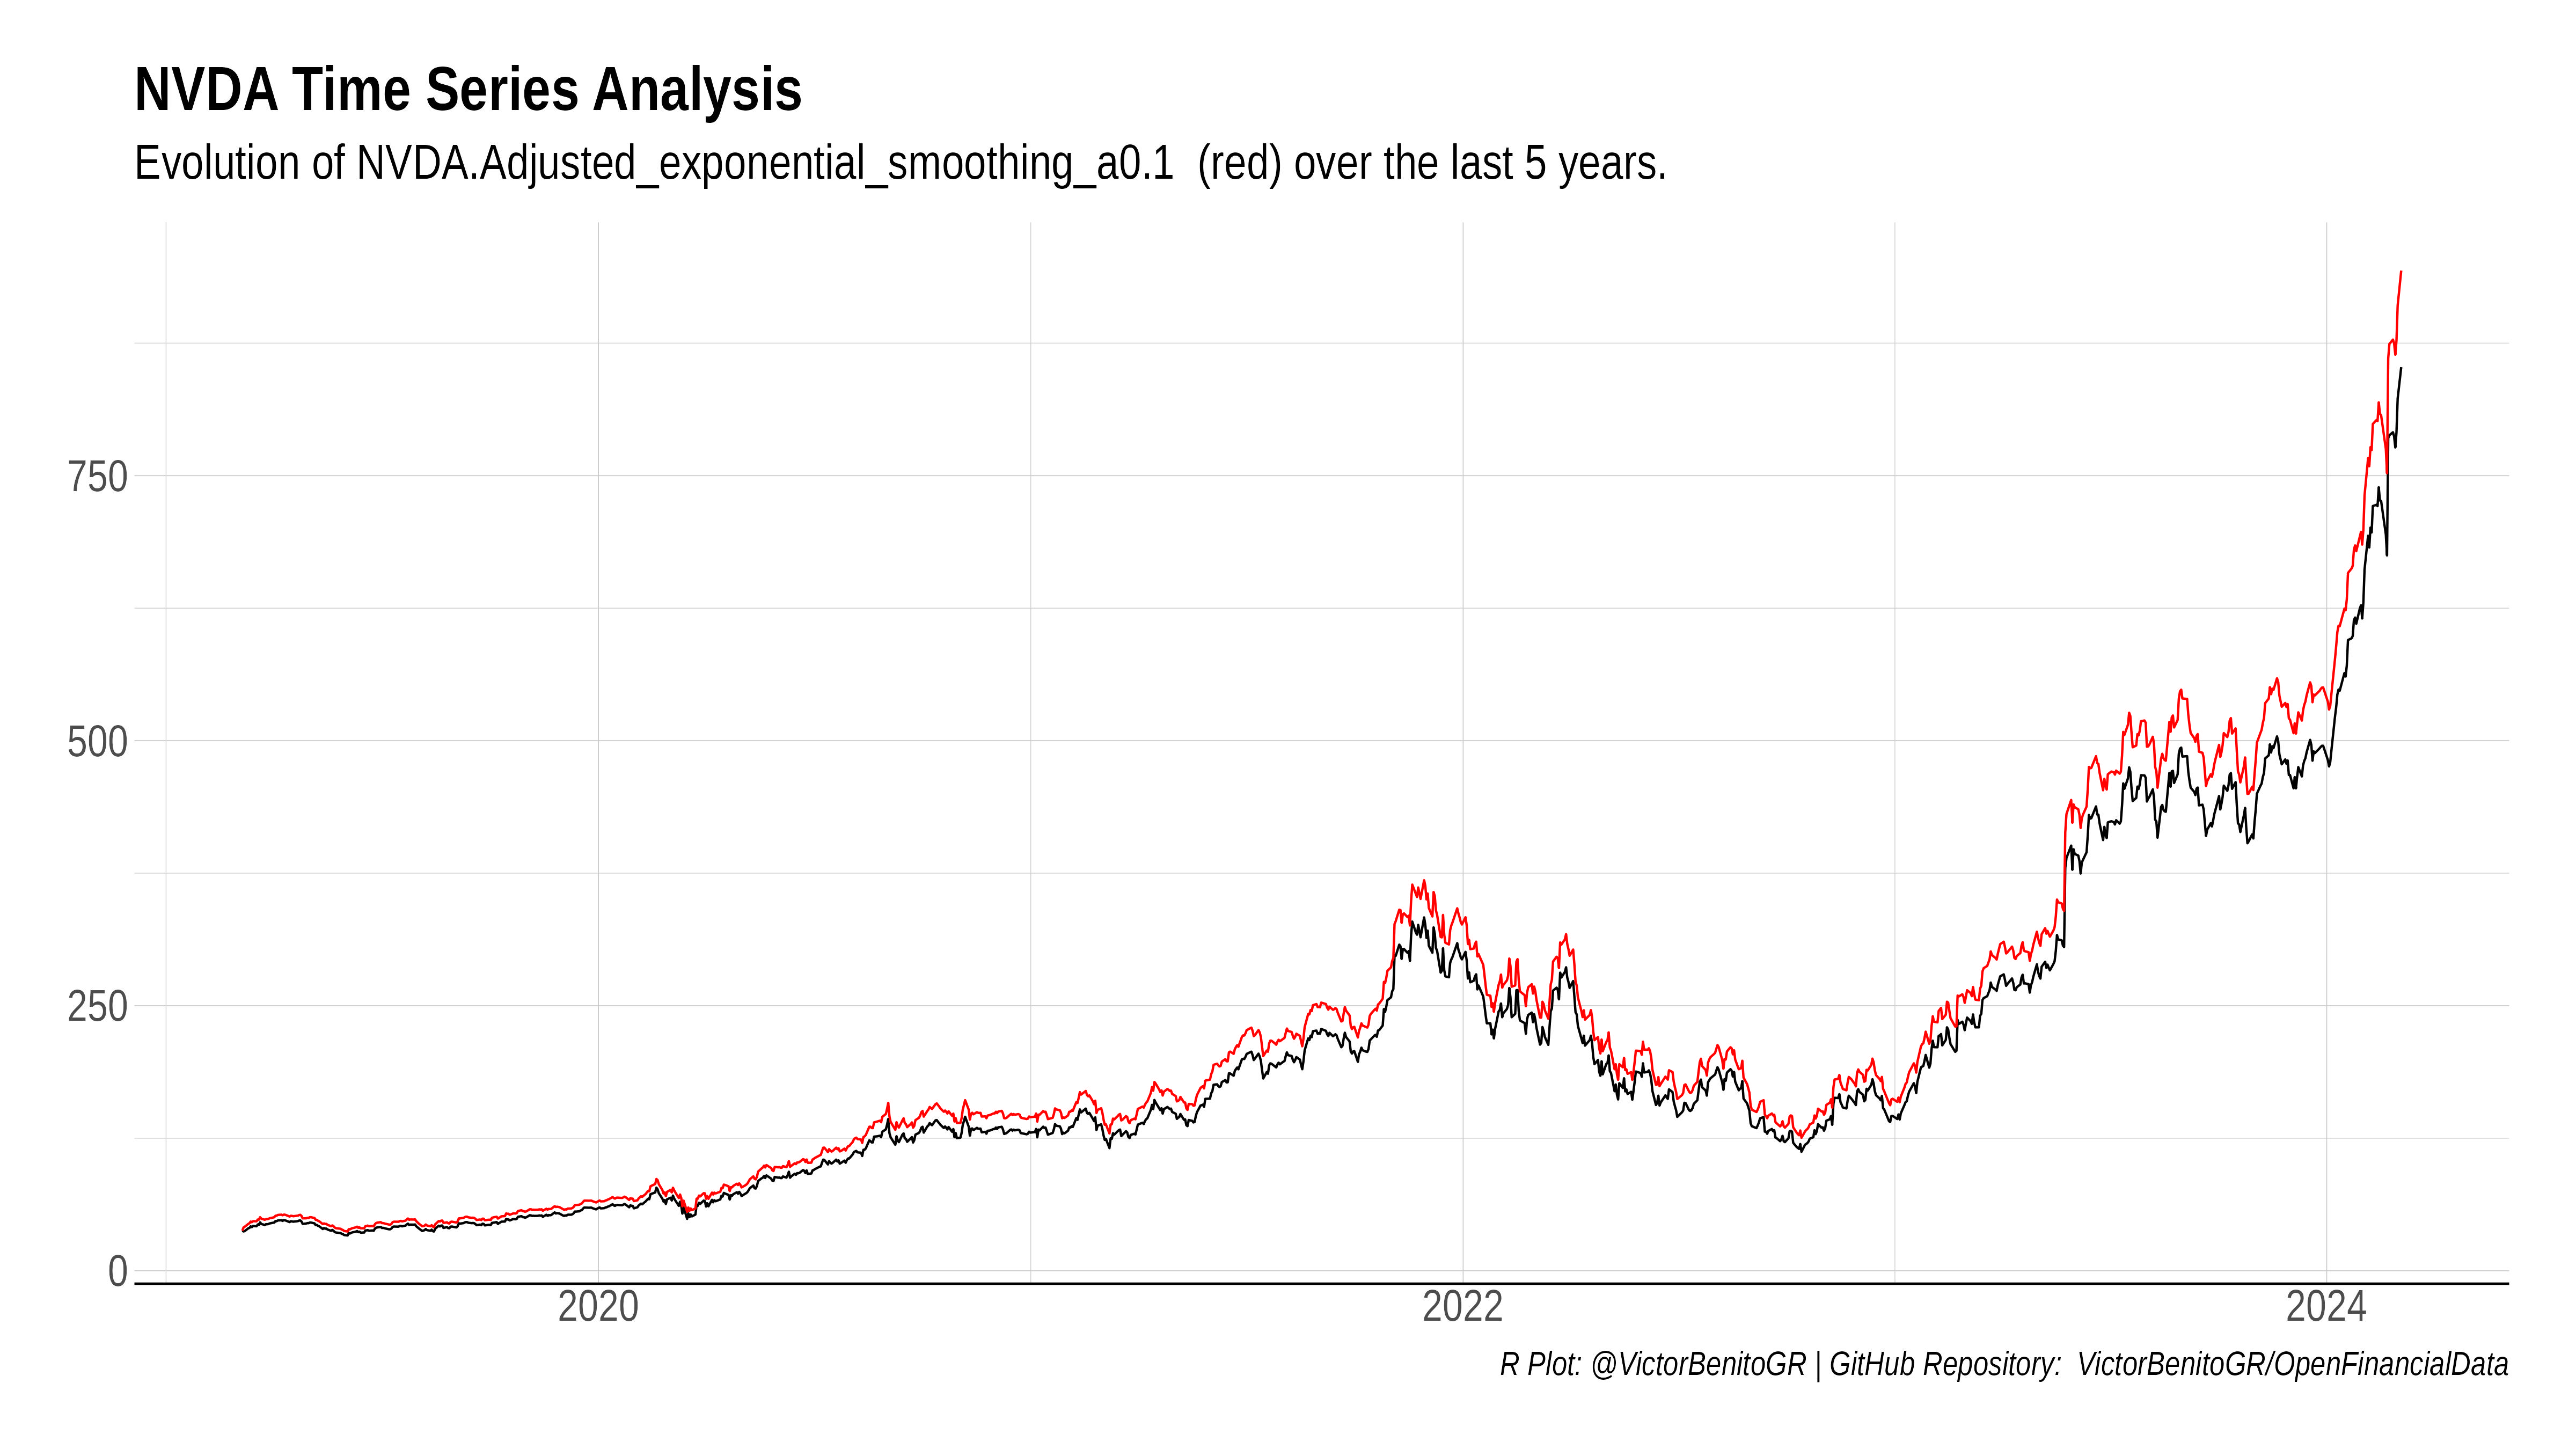 NVDA Time Series Analysis
Evolution of NVDA.Adjusted_exponential_smoothing_a0.1  (red) over the last 5 years.
750
500
250
0
2020 2022 2024
R Plot: @VictorBenitoGR | GitHub Repository:  VictorBenitoGR/OpenFinancialData